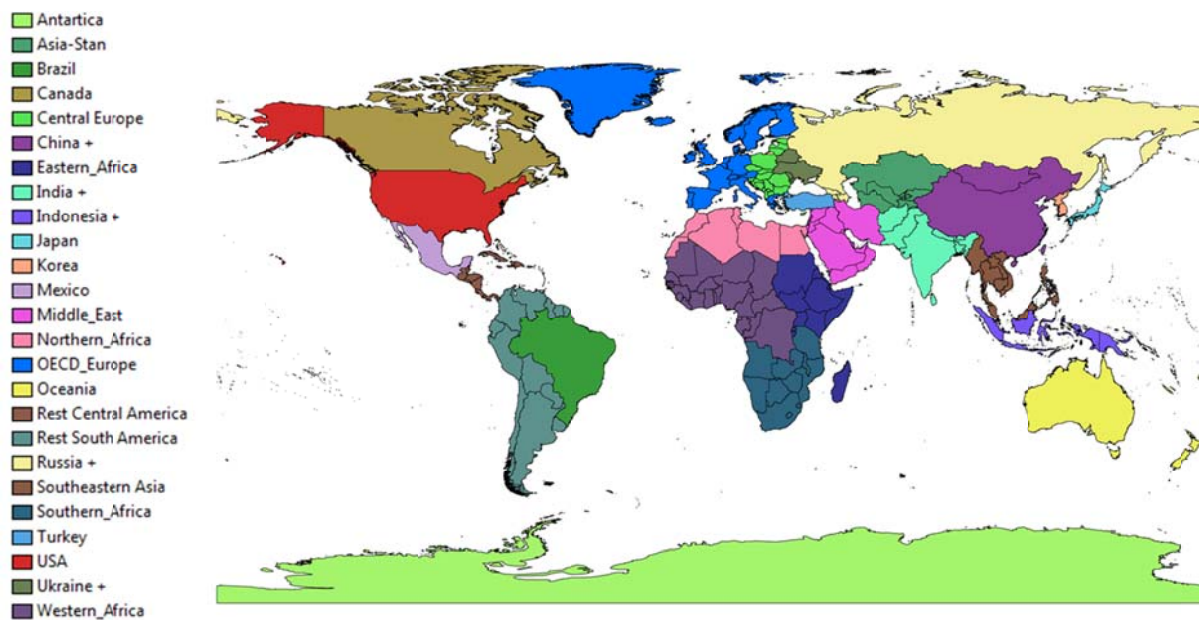 Antartica
Asia-Stan
Brazil
Canada
Central Europe
China +
Eastern_Africa
India +
Indonesia +
Japan
Korea
Mexico
Middle_East
Northern_Africa
OECD_Europe
Oceania
Rest Central America
Rest South America
Russia +
Southeastern Asia
Southern_Africa
Turkey
USA
Ukraine +
Western_Africa